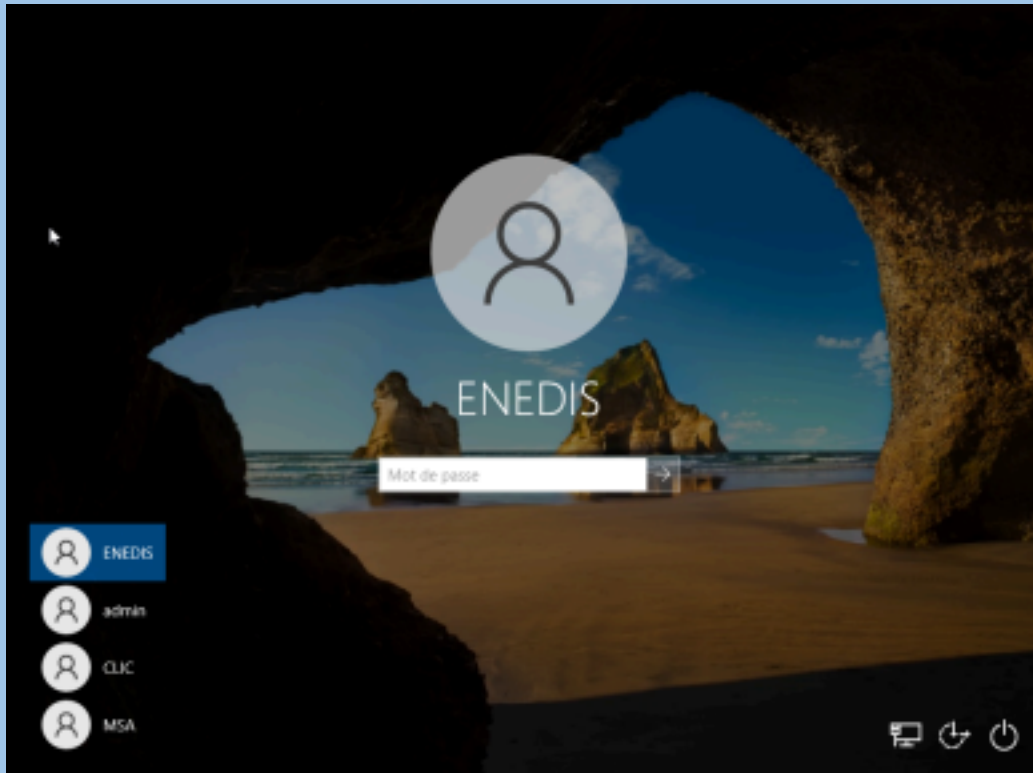 ENEDIS
Mot de passe
ENEDIS
admin
CLIC
MSA